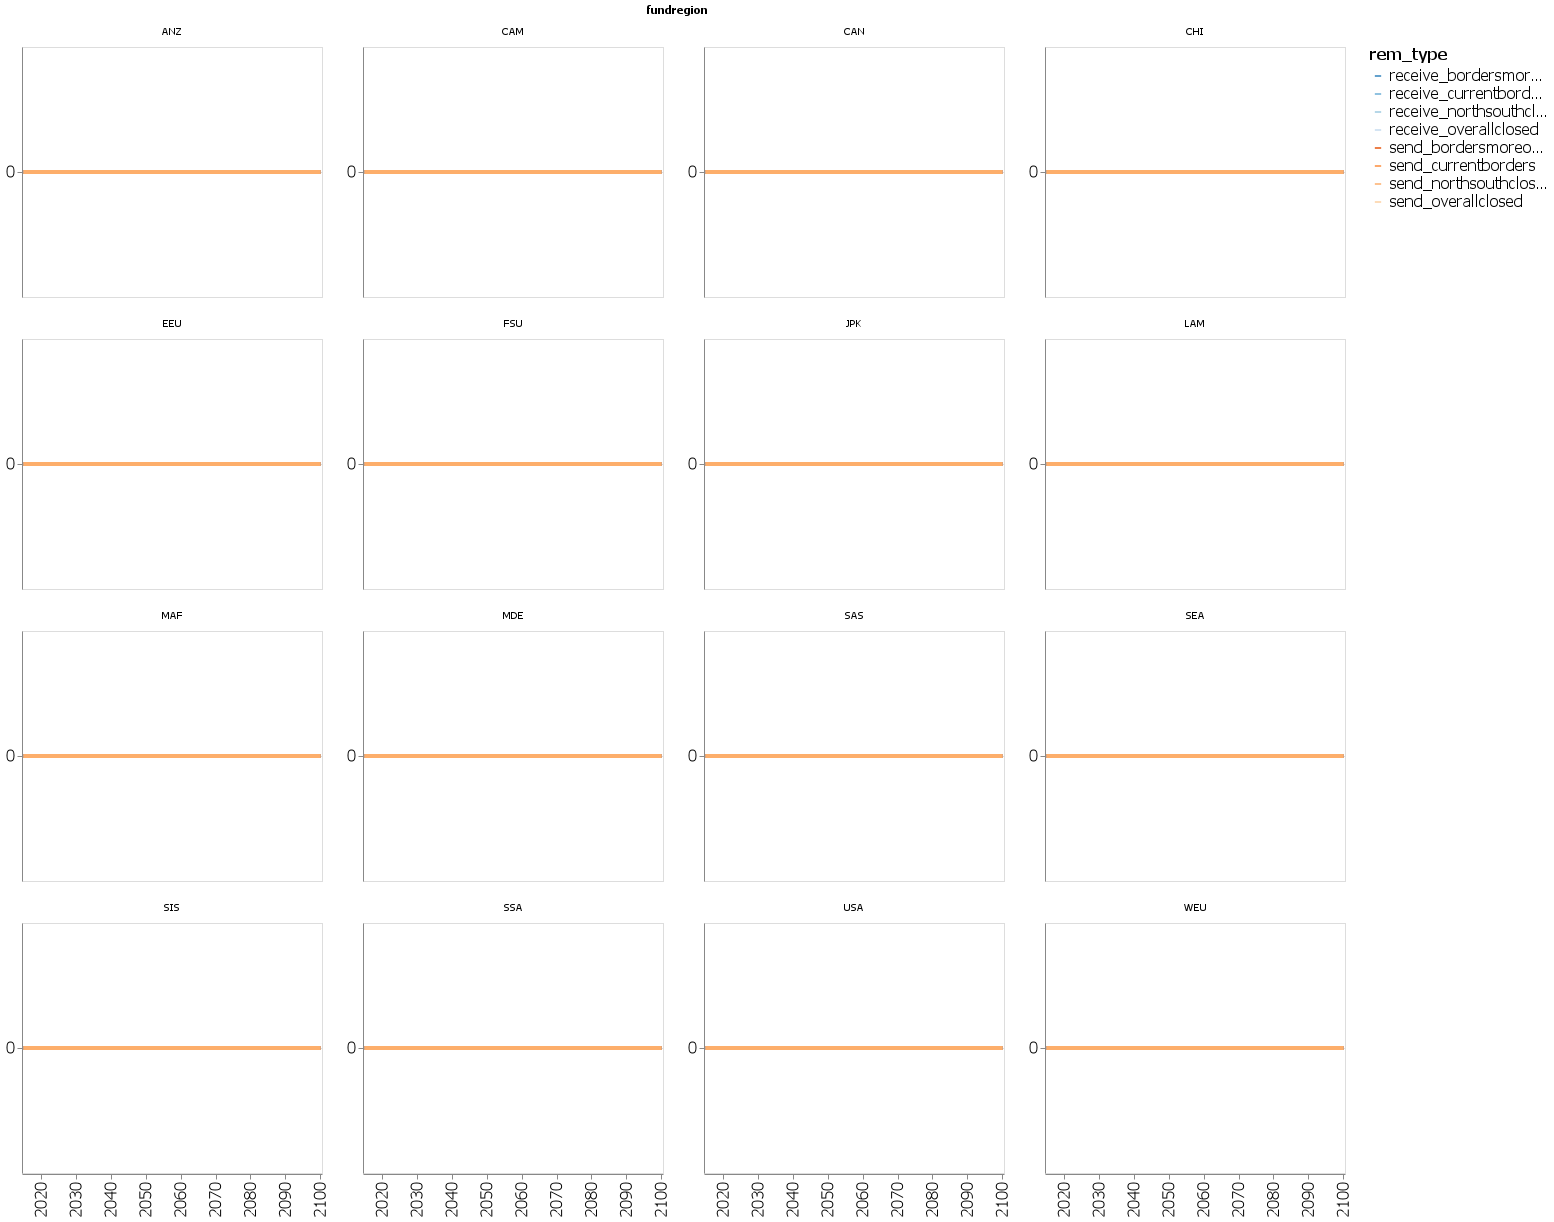 fundregion
ANZ CAM CAN CHI
rem_type
receive_bordersmor...
receive_currentbord...
receive_northsouthcl...
receive_overallclosed
send_bordersmoreo...
send_currentborders
send_northsouthclos...
send_overallclosed
0 0 0 0
EEU FSU JPK LAM
0 0 0 0
MAF MDE SAS SEA
0 0 0 0
SIS SSA USA WEU
0 0 0 0
2020 2030 2040 2050 2060 2070 2080 2090 2100 2020 2030 2040 2050 2060 2070 2080 2090 2100 2020 2030 2040 2050 2060 2070 2080 2090 2100 2020 2030 2040 2050 2060 2070 2080 2090 2100